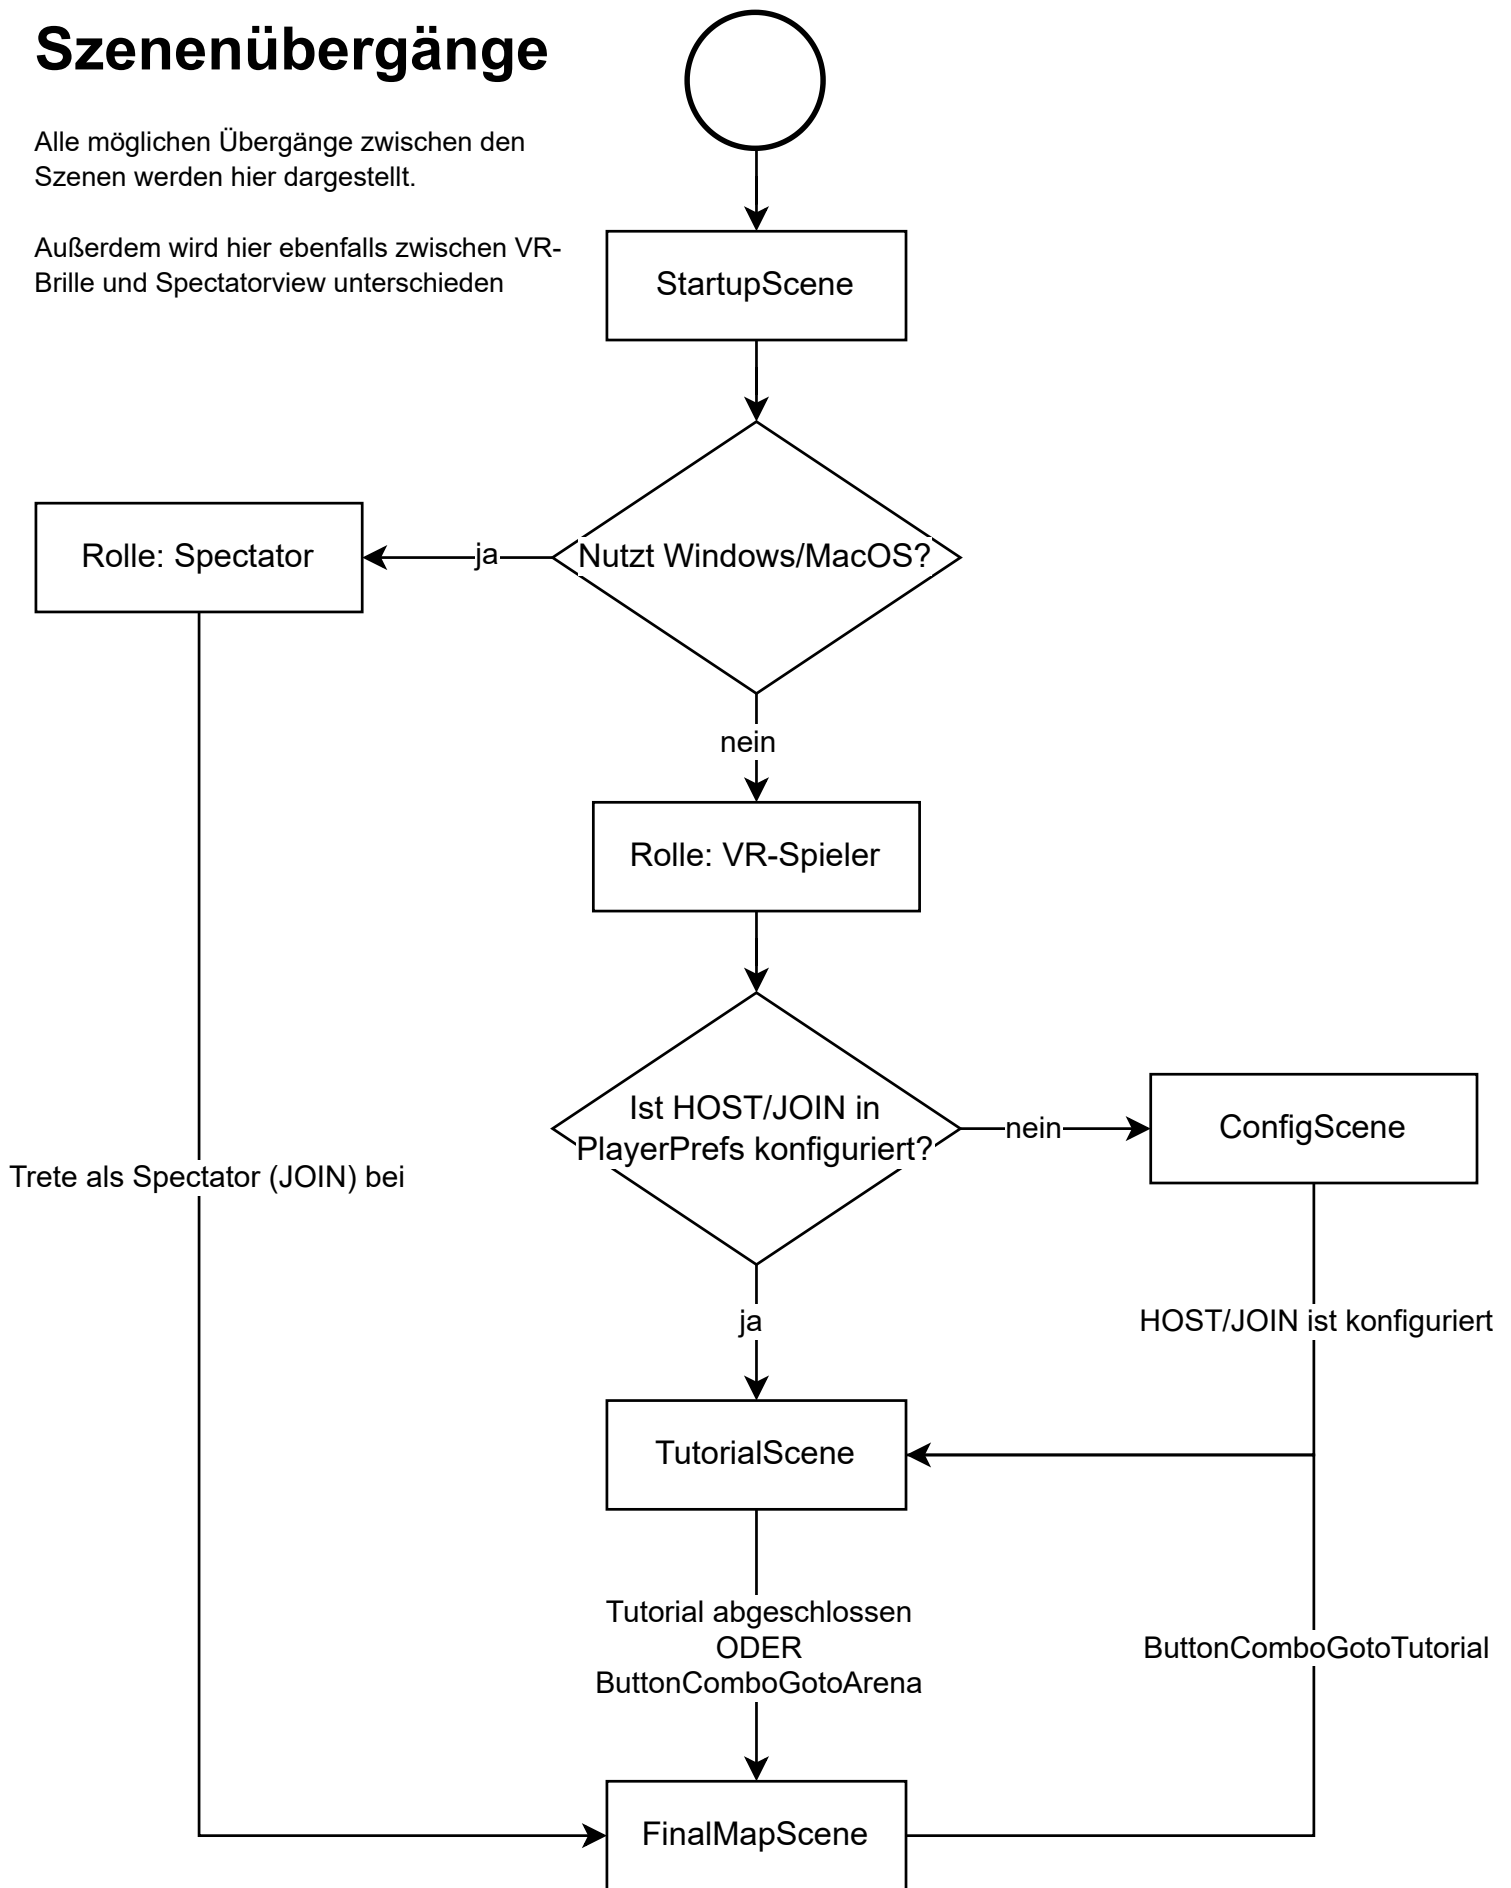 Szenenübergänge
Alle möglichen Übergänge zwischen den
Szenen werden hier dargestellt.
Außerdem wird hier ebenfalls zwischen VR-
Brille und Spectatorview unterschieden
StartupScene
Nutzt Windows/MacOS?
ja
Rolle: Spectator
nein
Rolle: VR-Spieler
Ist HOST/JOIN in
PlayerPrefs konfiguriert?
nein
ConfigScene
Trete als Spectator (JOIN) bei
ja
HOST/JOIN ist konfiguriert
TutorialScene
Tutorial abgeschlossen
ODER
ButtonComboGotoArena
ButtonComboGotoTutorial
FinalMapScene